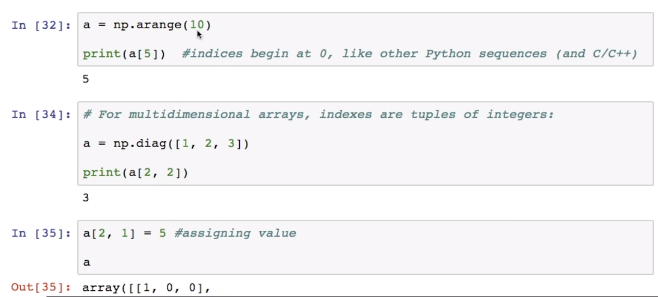 In [32]: a = np.arange(10)
print(a[5])  #indices begin at 0, like other Python sequences (and C/C++)
5
In [34]: # For multidimensional arrays, indexes are tuples of integers:
a = np.diag([1, 2, 3])
print(a[2, 2])
3
In [35]: a[2, 1] = 5 #assigning value
a
Out[35]: array([[1, 0, 0],